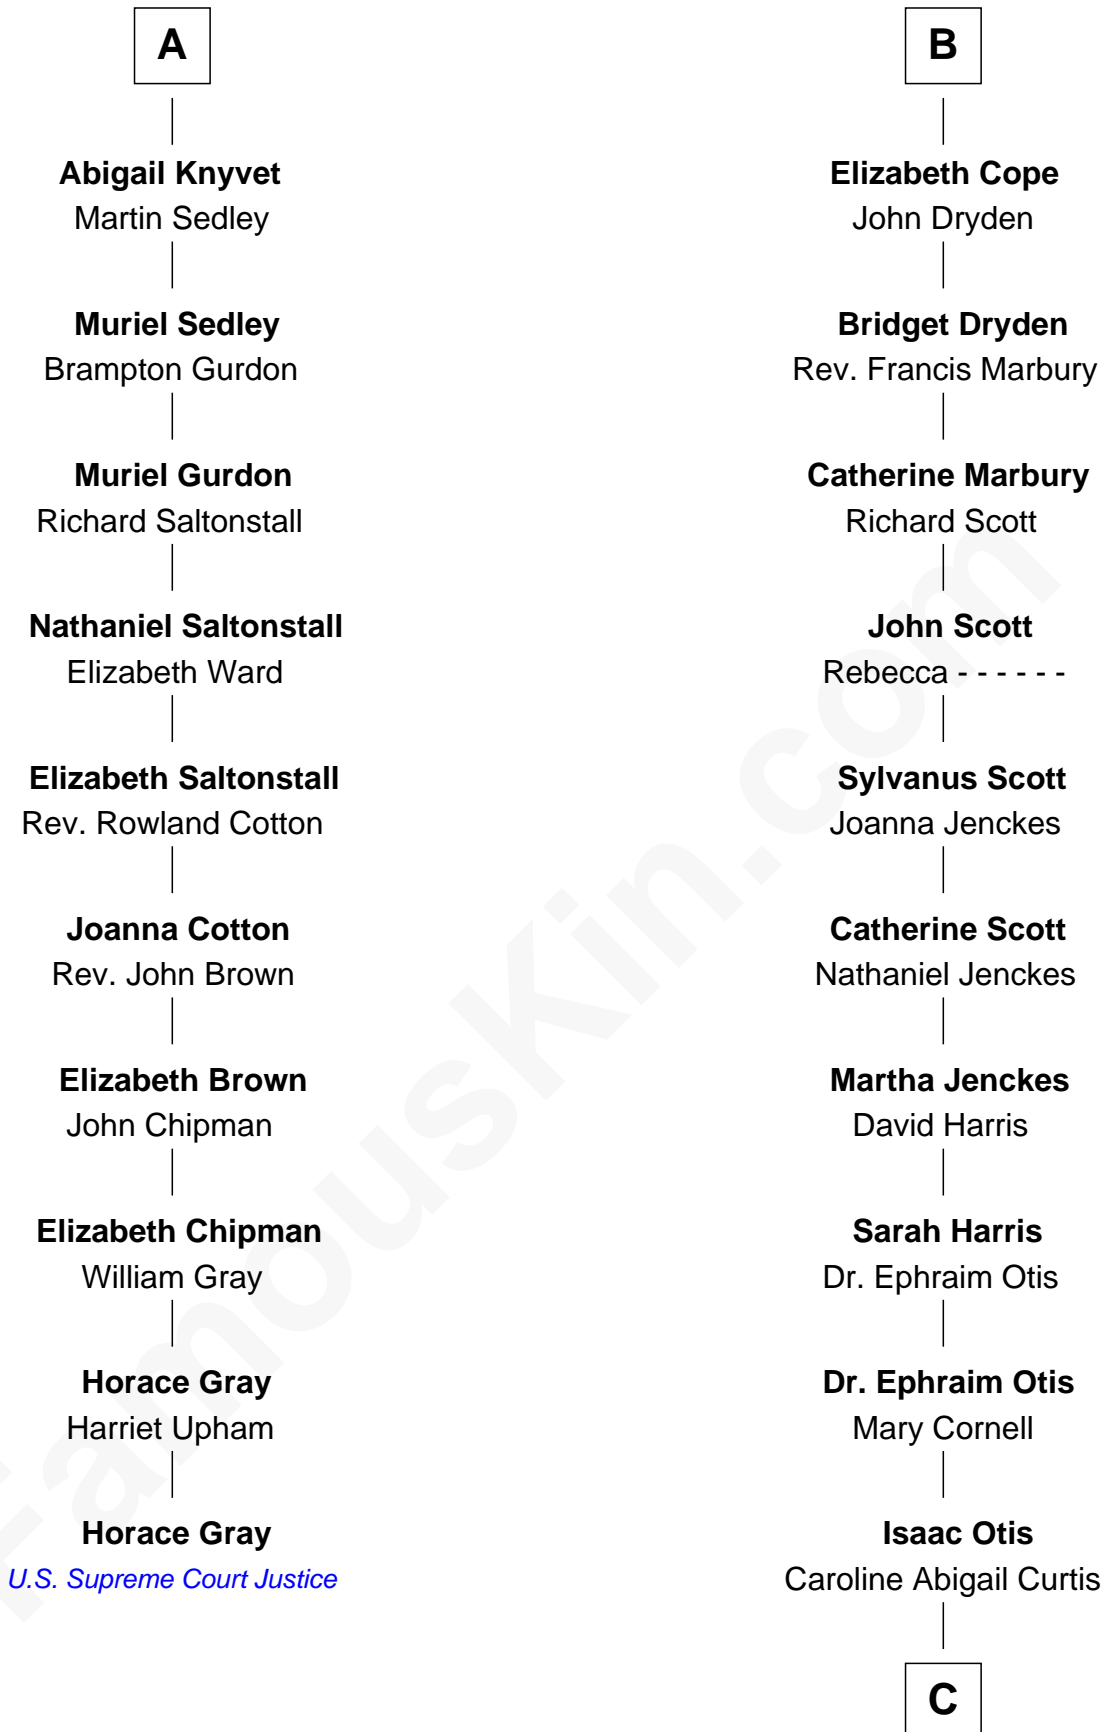 A
Abigail Knyvet
Martin Sedley
Muriel Sedley
Brampton Gurdon
Muriel Gurdon
Richard Saltonstall
Nathaniel Saltonstall
Elizabeth Ward
Elizabeth Saltonstall
Rev. Rowland Cotton
Joanna Cotton
Rev. John Brown
Elizabeth Brown
John Chipman
Elizabeth Chipman
William Gray
Horace Gray
Harriet Upham
Horace Gray
U.S. Supreme Court Justice
B
Elizabeth Cope
John Dryden
Bridget Dryden
Rev. Francis Marbury
Catherine Marbury
Richard Scott
John Scott
Rebecca - - - - - -
Sylvanus Scott
Joanna Jenckes
Catherine Scott
Nathaniel Jenckes
Martha Jenckes
David Harris
Sarah Harris
Dr. Ephraim Otis
Dr. Ephraim Otis
Mary Cornell
Isaac Otis
Caroline Abigail Curtis
C
FamousKin.com